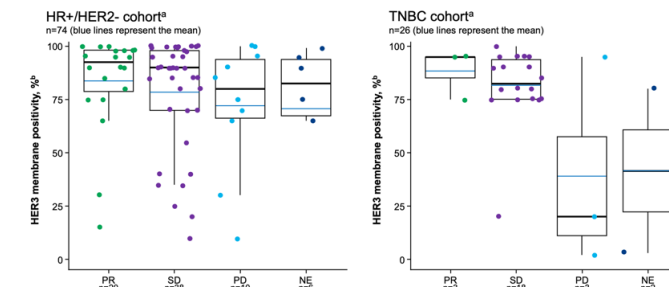 HR+/HER2- cohortᵃ
n=74 (blue lines represent the mean)
HER3 membrane positivity, %ᵇ
100
75
50
25
0
PR
SD
PD
NE
TNBC cohortᵃ
n=26 (blue lines represent the mean)
HER3 membrane positivity, %ᵇ
100
75
50
25
0
PR
SD
PD
NE